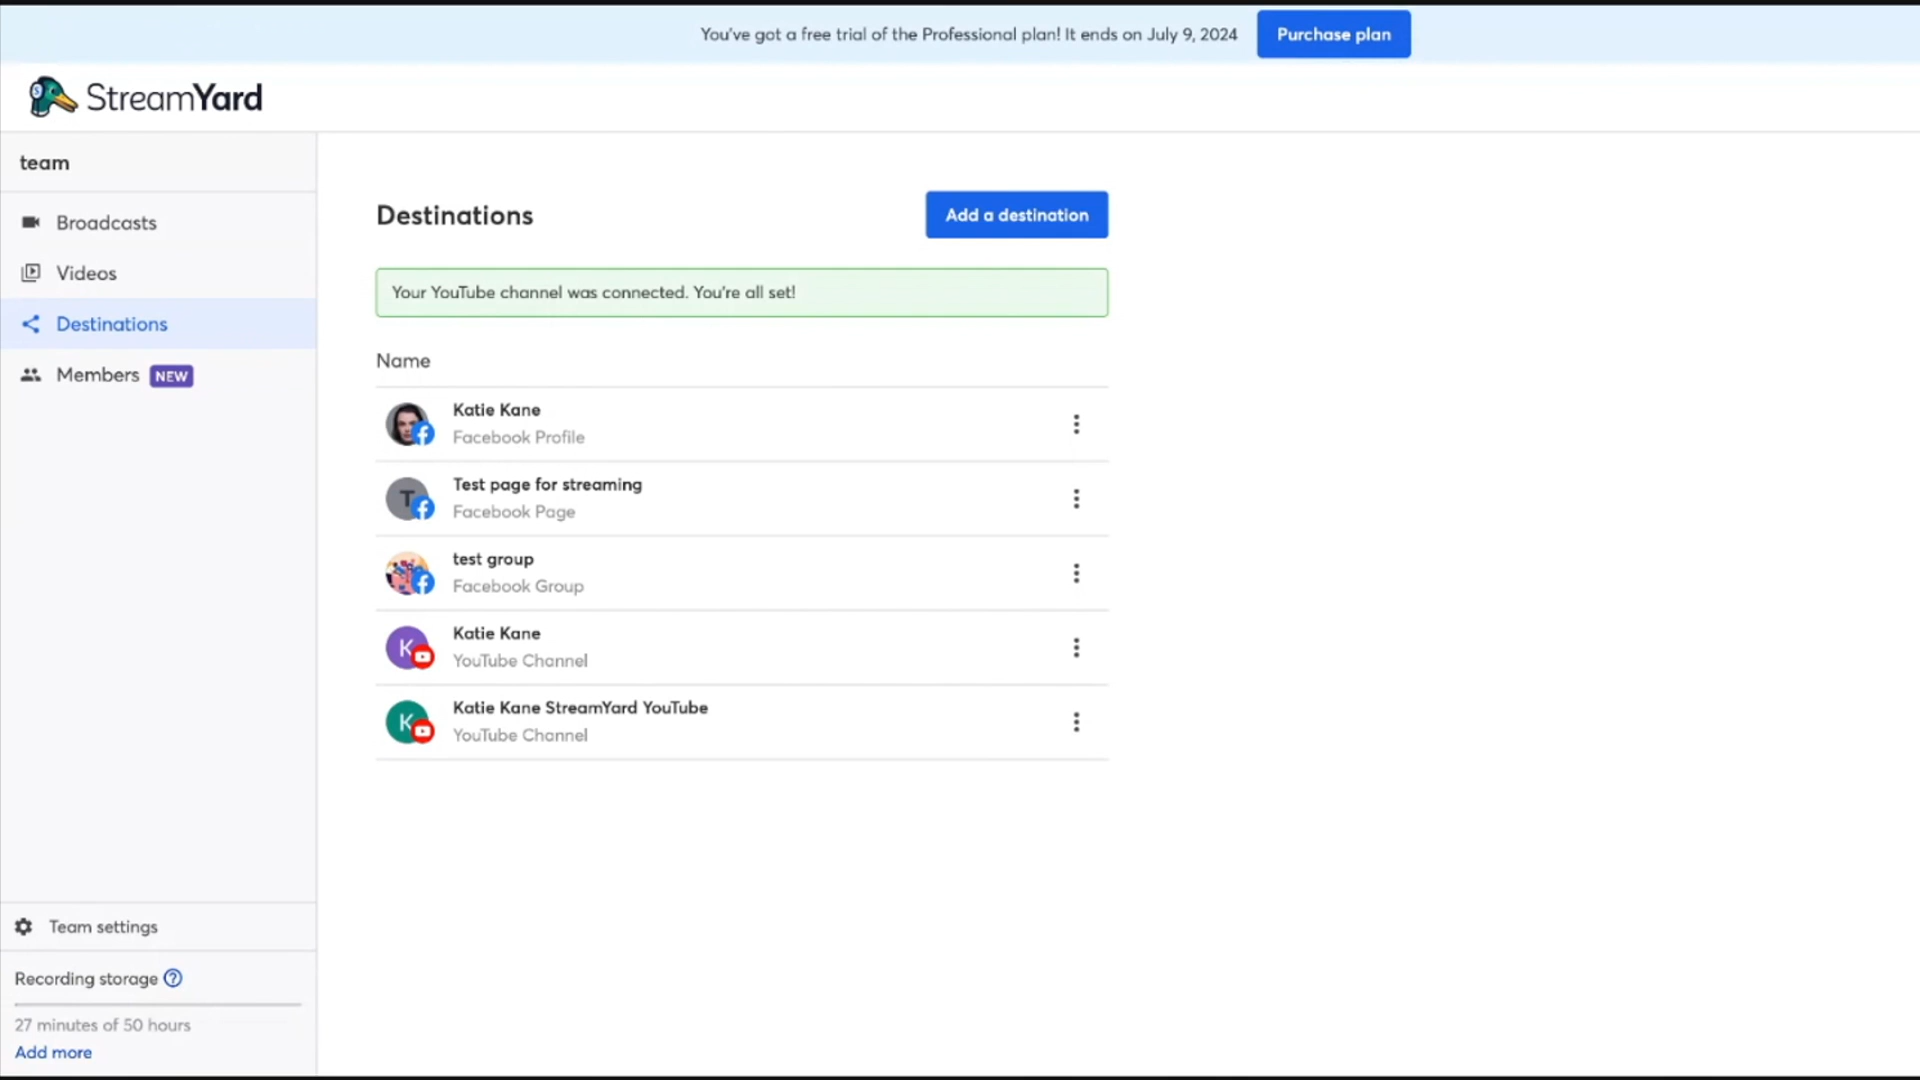 You've got a free trial of the Professional plan! It ends on July 9, 2024
Purchase plan
StreamYard
team
Broadcasts
Videos
Destinations
Members NEW
Team settings
Recording storage
27 minutes of 50 hours
Add more
Destinations
Add a destination
Your YouTube channel was connected. You're all set!
Name
Katie Kane
Facebook Profile
T
Test page for streaming
Facebook Page
test group
Facebook Group
K
Katie Kane
YouTube Channel
K
Katie Kane StreamYard YouTube
YouTube Channel